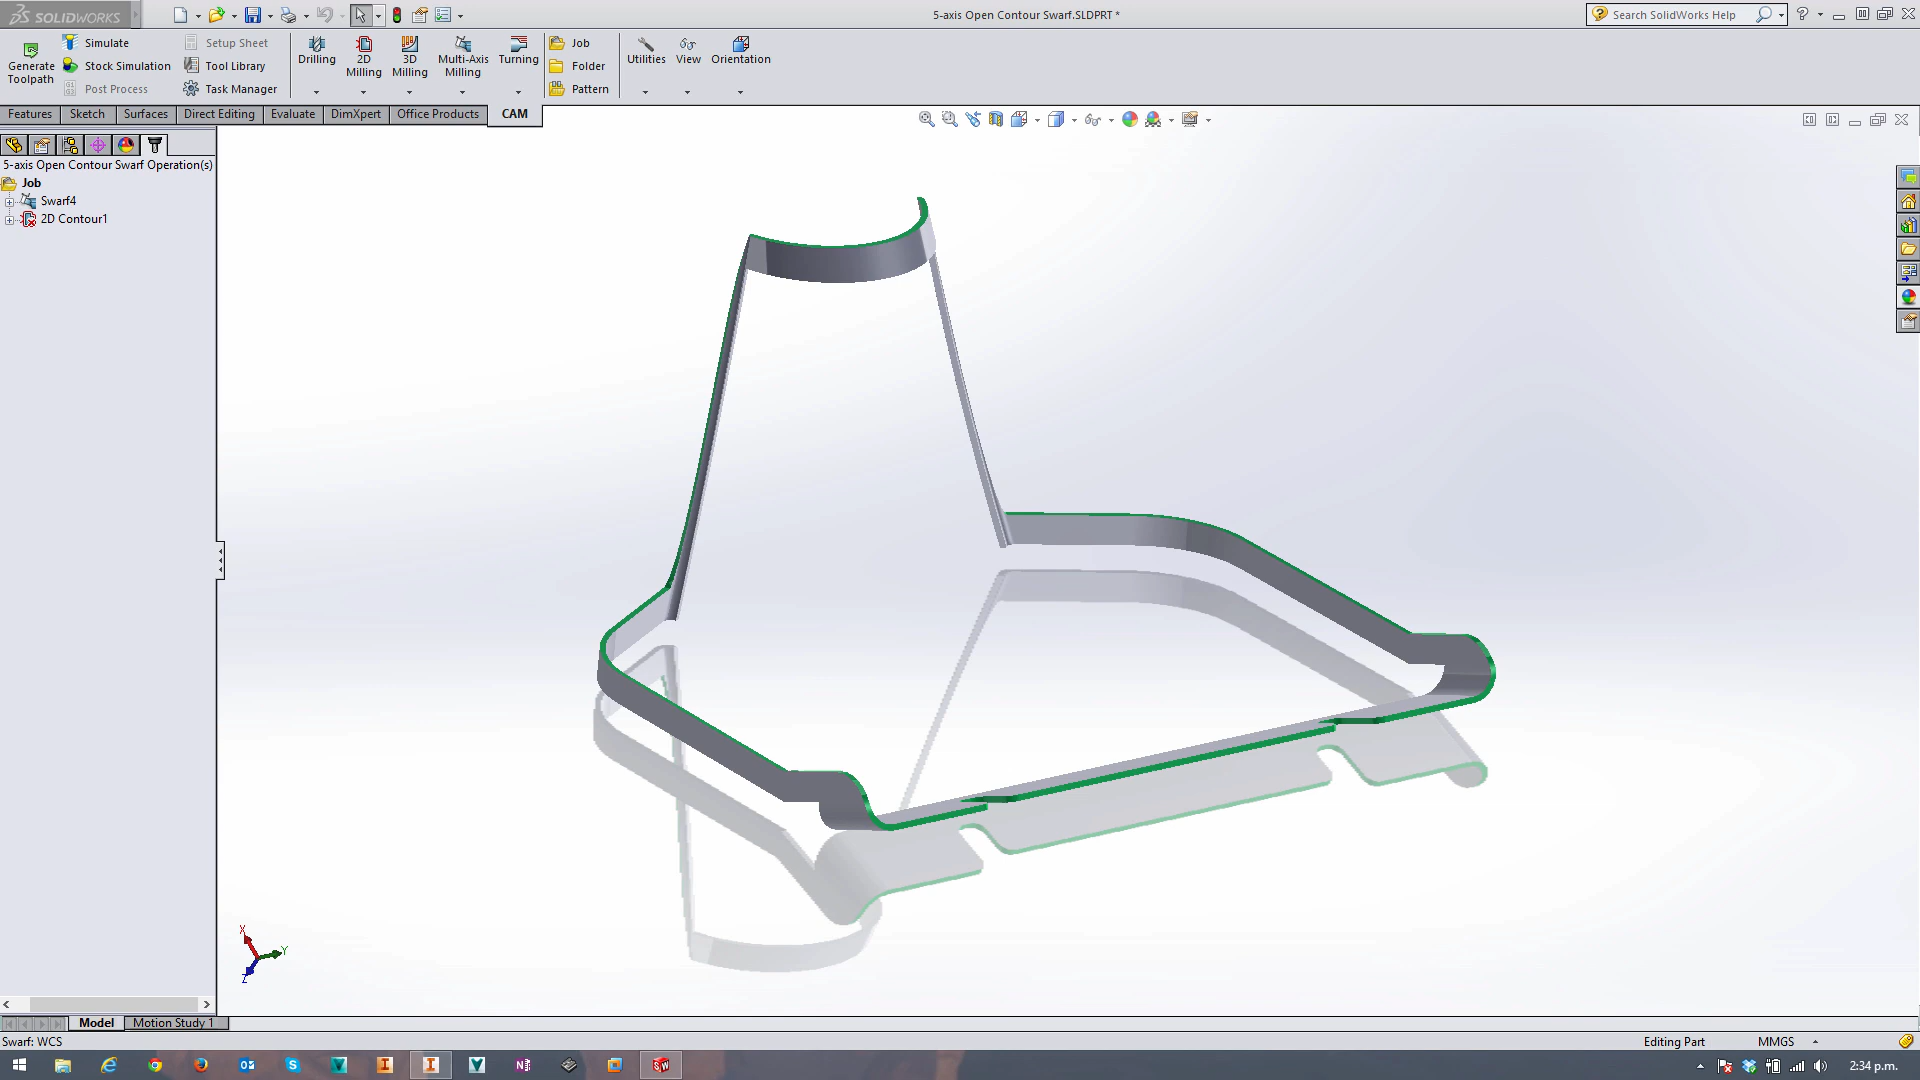 SOLIDWORKS
5-axis Open Contour Swarf.SLDPRT *
Search SolidWorks Help
Generate Toolpath
Simulate
Stock Simulation
Post Process
Setup Sheet
Tool Library
Task Manager
Drilling
2D Milling
3D Milling
Multi-Axis Milling
Turning
Job
Folder
Pattern
Utilities
View
Orientation
Features
Sketch
Surfaces
Direct Editing
Evaluate
DimXpert
Office Products
CAM
5-axis Open Contour Swarf Operation(s)
Job
Swarf4
2D Contour1
X
Y
Z
Model
Motion Study 1
Swarf: WCS
Editing Part
MMGS
2:34 p.m.